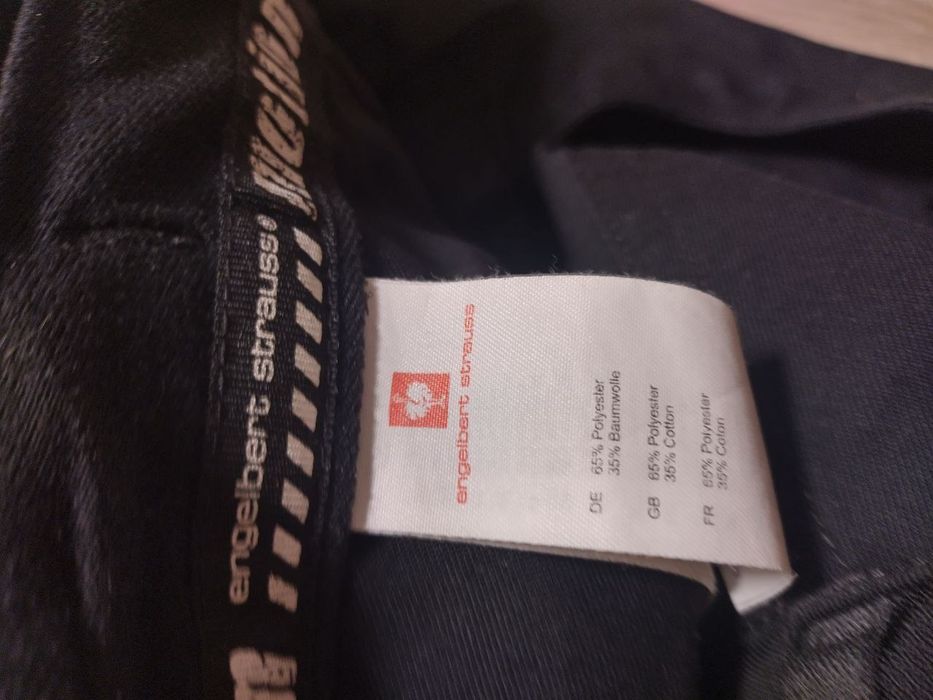 engelbert strauss®
engelbert strauss
DE 65% Polyester
35% Baumwolle
GB 65% Polyester
35% Cotton
FR 65% Polyester
35% Coton